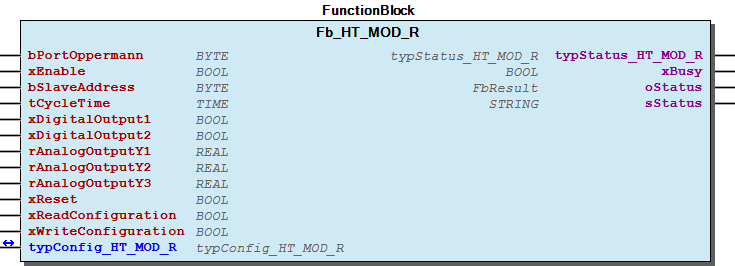 FunctionBlock
Fb_HT_MOD_R
bPortOppermann BYTE typStatus_HT_MOD_R typStatus_HT_MOD_R
xEnable BOOL BOOL xBusy
bSlaveAddress BYTE FbResult oStatus
tCycleTime TIME STRING sStatus
xDigitalOutput1 BOOL
xDigitalOutput2 BOOL
rAnalogOutputY1 REAL
rAnalogOutputY2 REAL
rAnalogOutputY3 REAL
xReset BOOL
xReadConfiguration BOOL
xWriteConfiguration BOOL
typConfig_HT_MOD_R typConfig_HT_MOD_R